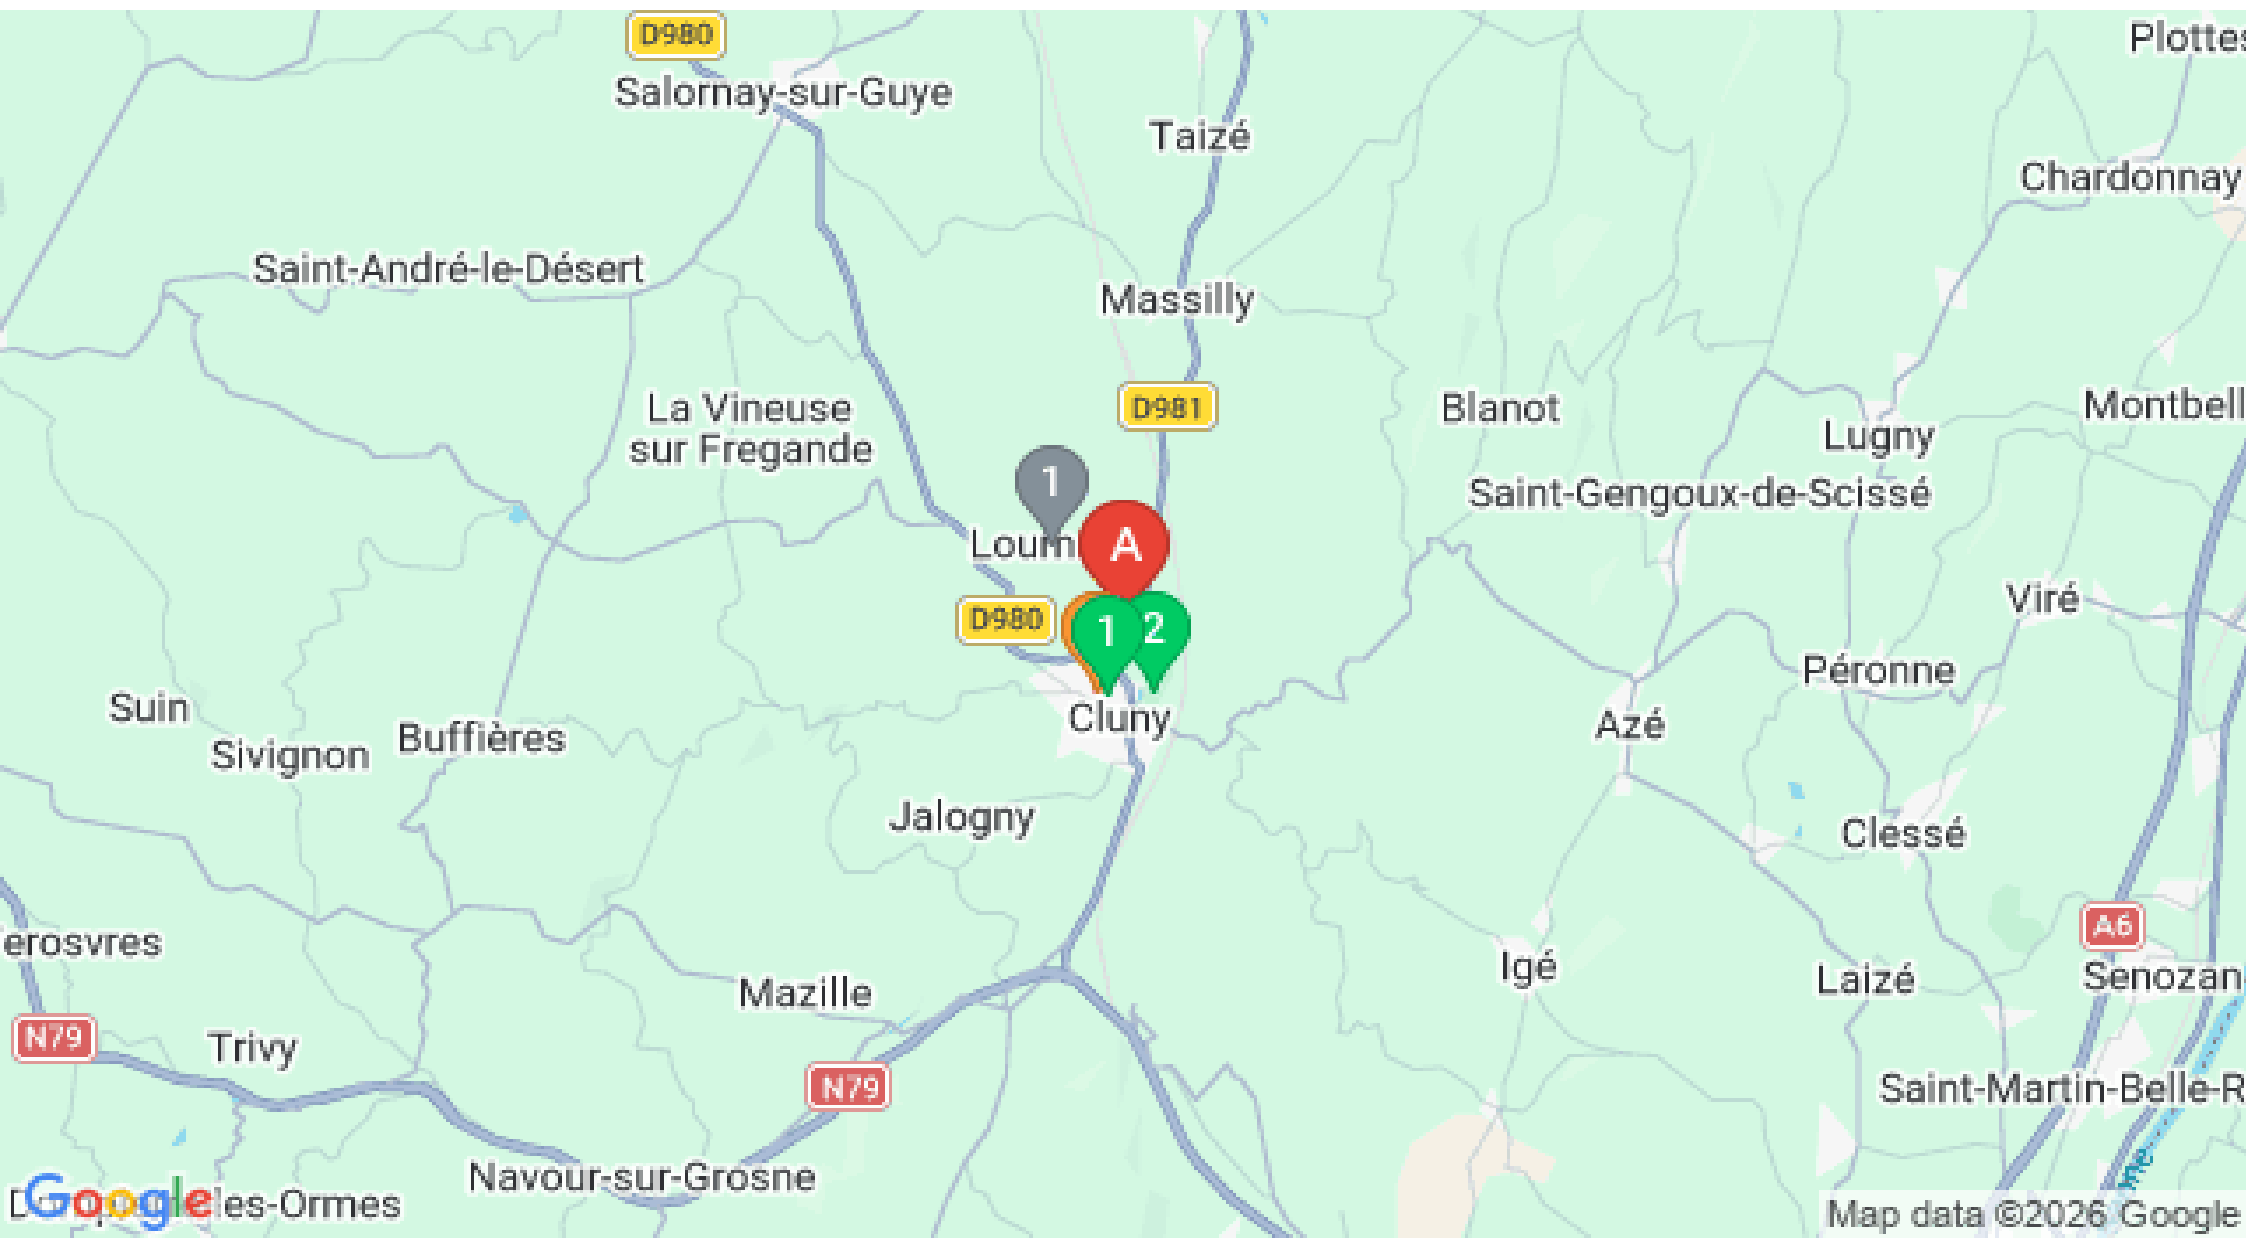 D980
Plottes
Salornay-sur-Guye
Taizé
Chardonnay
Saint-André-le-Désert
Massilly
La Vineuse
sur Fregande
D981
Blanot
Montbell
Lugny
1
Saint-Gengoux-de-Scissé
Lourn
A
D980
1
2
Viré
Péronne
Suin
Cluny
Azé
Sivignon
Buffières
Jalogny
Clessé
erosvres
A6
Igé
Laizé
Senozan
Mazille
N79
Trivy
N79
Saint-Martin-Belle-R
Navour-sur-Grosne
Google
les-Ormes
Map data ©2026 Google